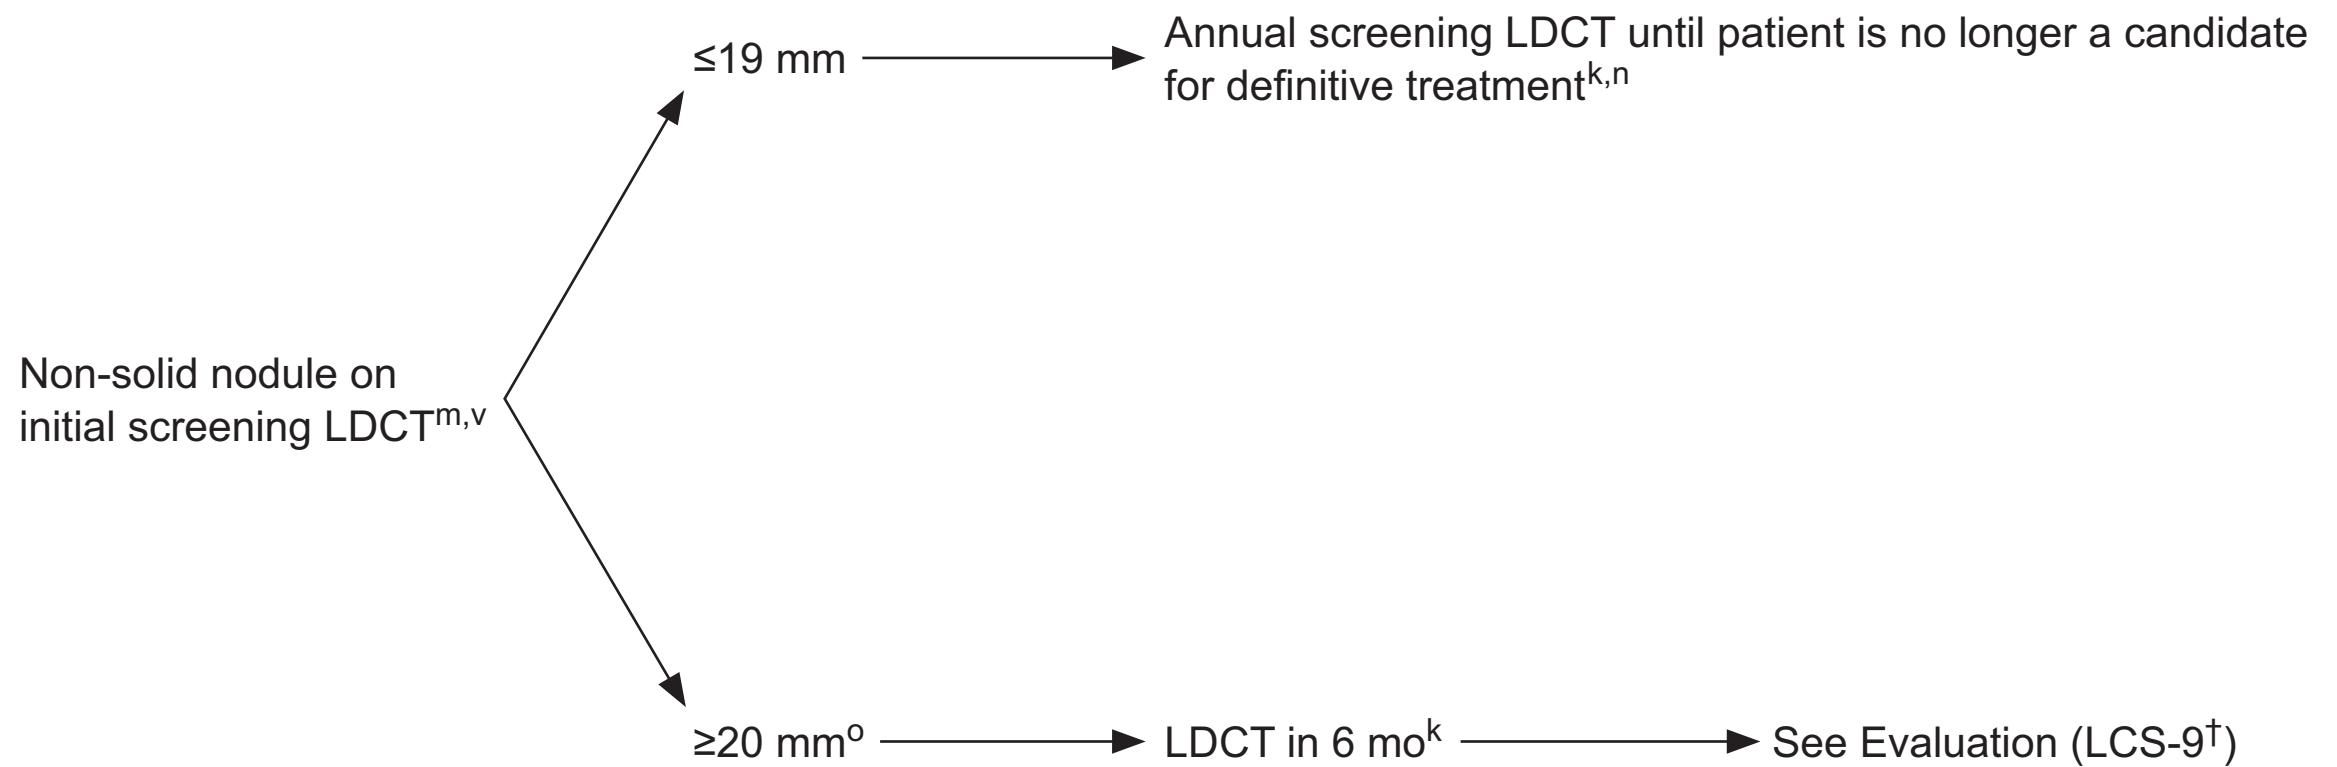 ≤19 mm
Annual screening LDCT until patient is no longer a candidate
for definitive treatmentk,n
Non-solid nodule on
initial screening LDCTm,v
≥20 mmo
LDCT in 6 mok
See Evaluation (LCS-9†)